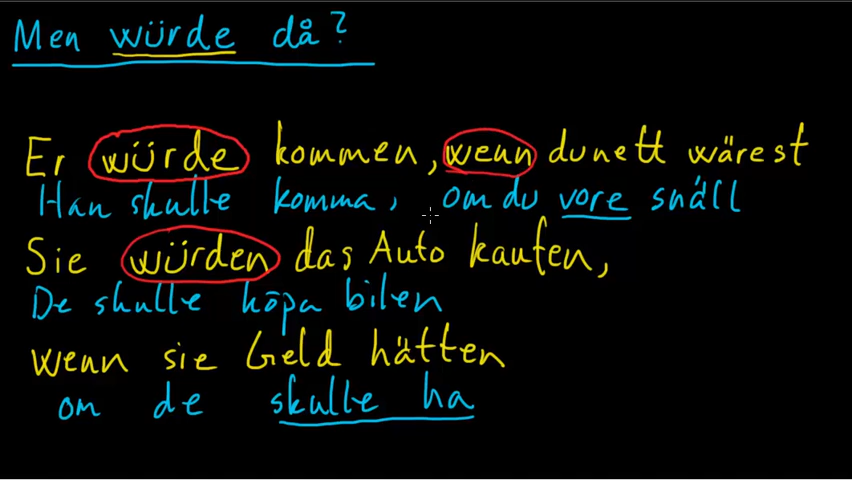 Men würde då?
Er würde kommen, wenn du nett wärest
Han skulle komma, om du vore snäll
Sie würden das Auto kaufen,
De skulle köpa bilen
wenn sie Geld hätten
om de skulle ha